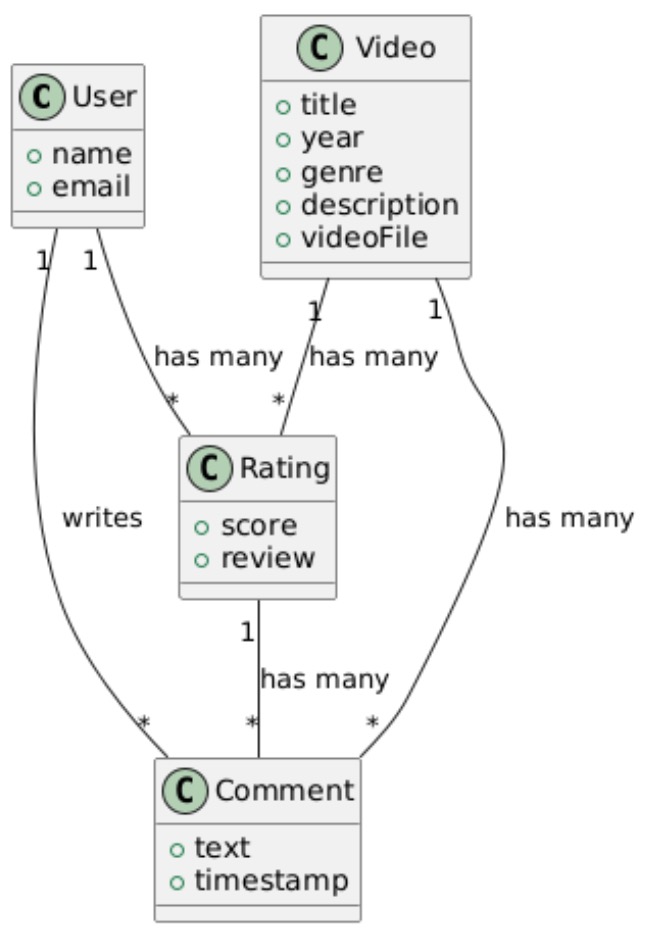 C Video
title
year
genre
description
videoFile
C User
name
email
1
1
1
1
has many
has many
*
*
C Rating
score
review
writes
has many
1
has many
*
*
*
C Comment
text
timestamp